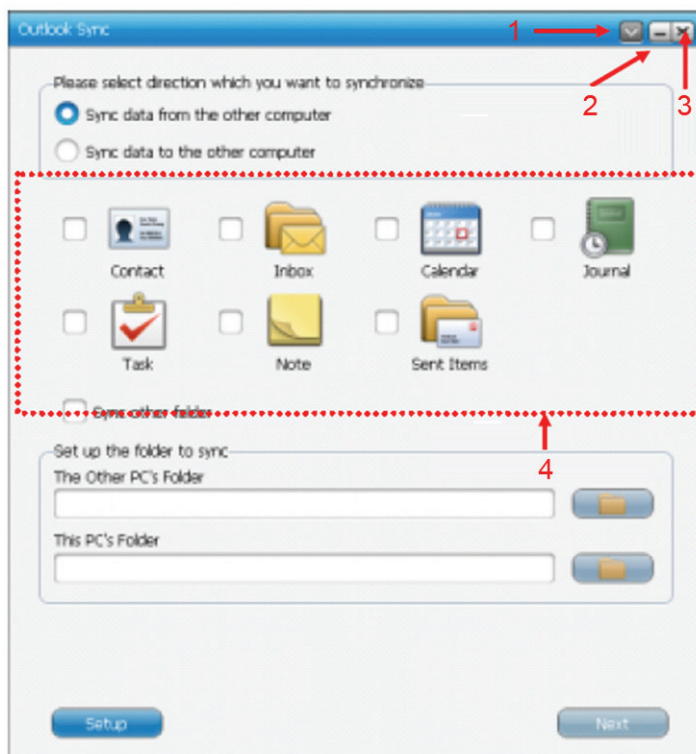 Outlook Sync
1
2
3
Please select direction which you want to synchronize
Sync data from the other computer
Sync data to the other computer
Contact Inbox Calendar Journal
Task Note Sent Items
Sync other folder
4
Set up the folder to sync
The Other PC's Folder
This PC's Folder
Setup Next